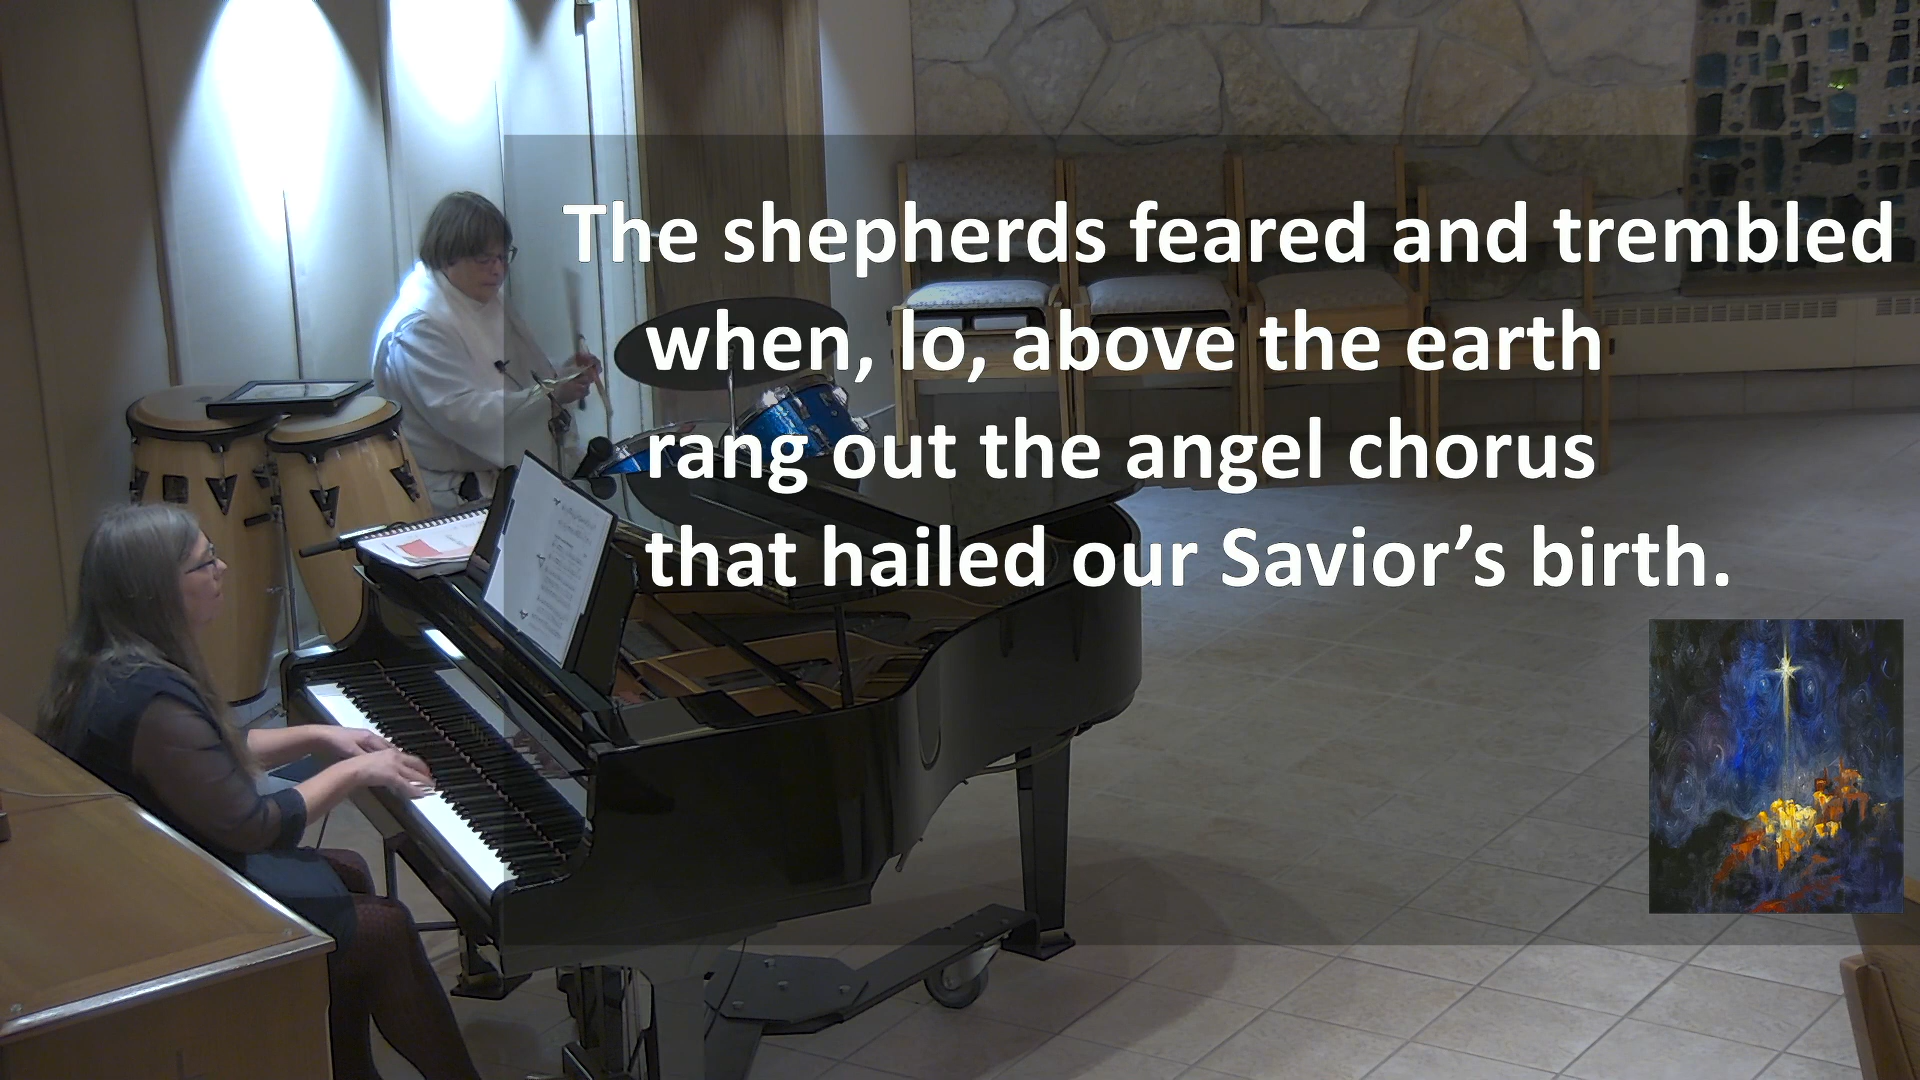 The shepherds feared and trembled
when, lo, above the earth
rang out the angel chorus
that hailed our Savior’s birth.